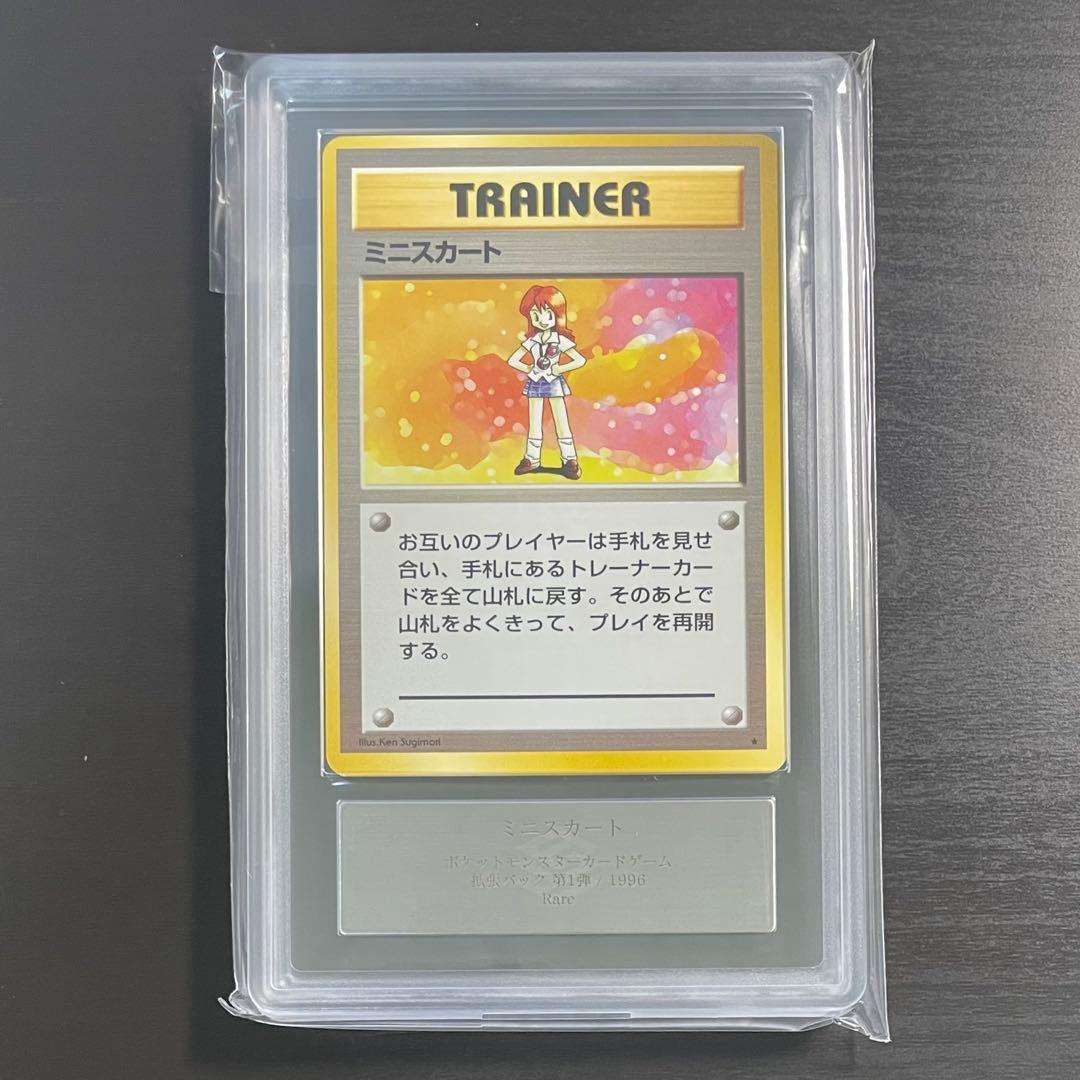 TRAINER
ミニスカート
お互いのプレイヤーは手札を見せ
合い、手札にあるトレーナーカー
ドを全て山札に戻す。そのあとで
山札をよくきって、プレイを再開
する。
Illus.Ken Sugimori
★
ミニスカート
ポケットモンスターカードゲーム
拡張パック 第1弾 / 1996
Rare